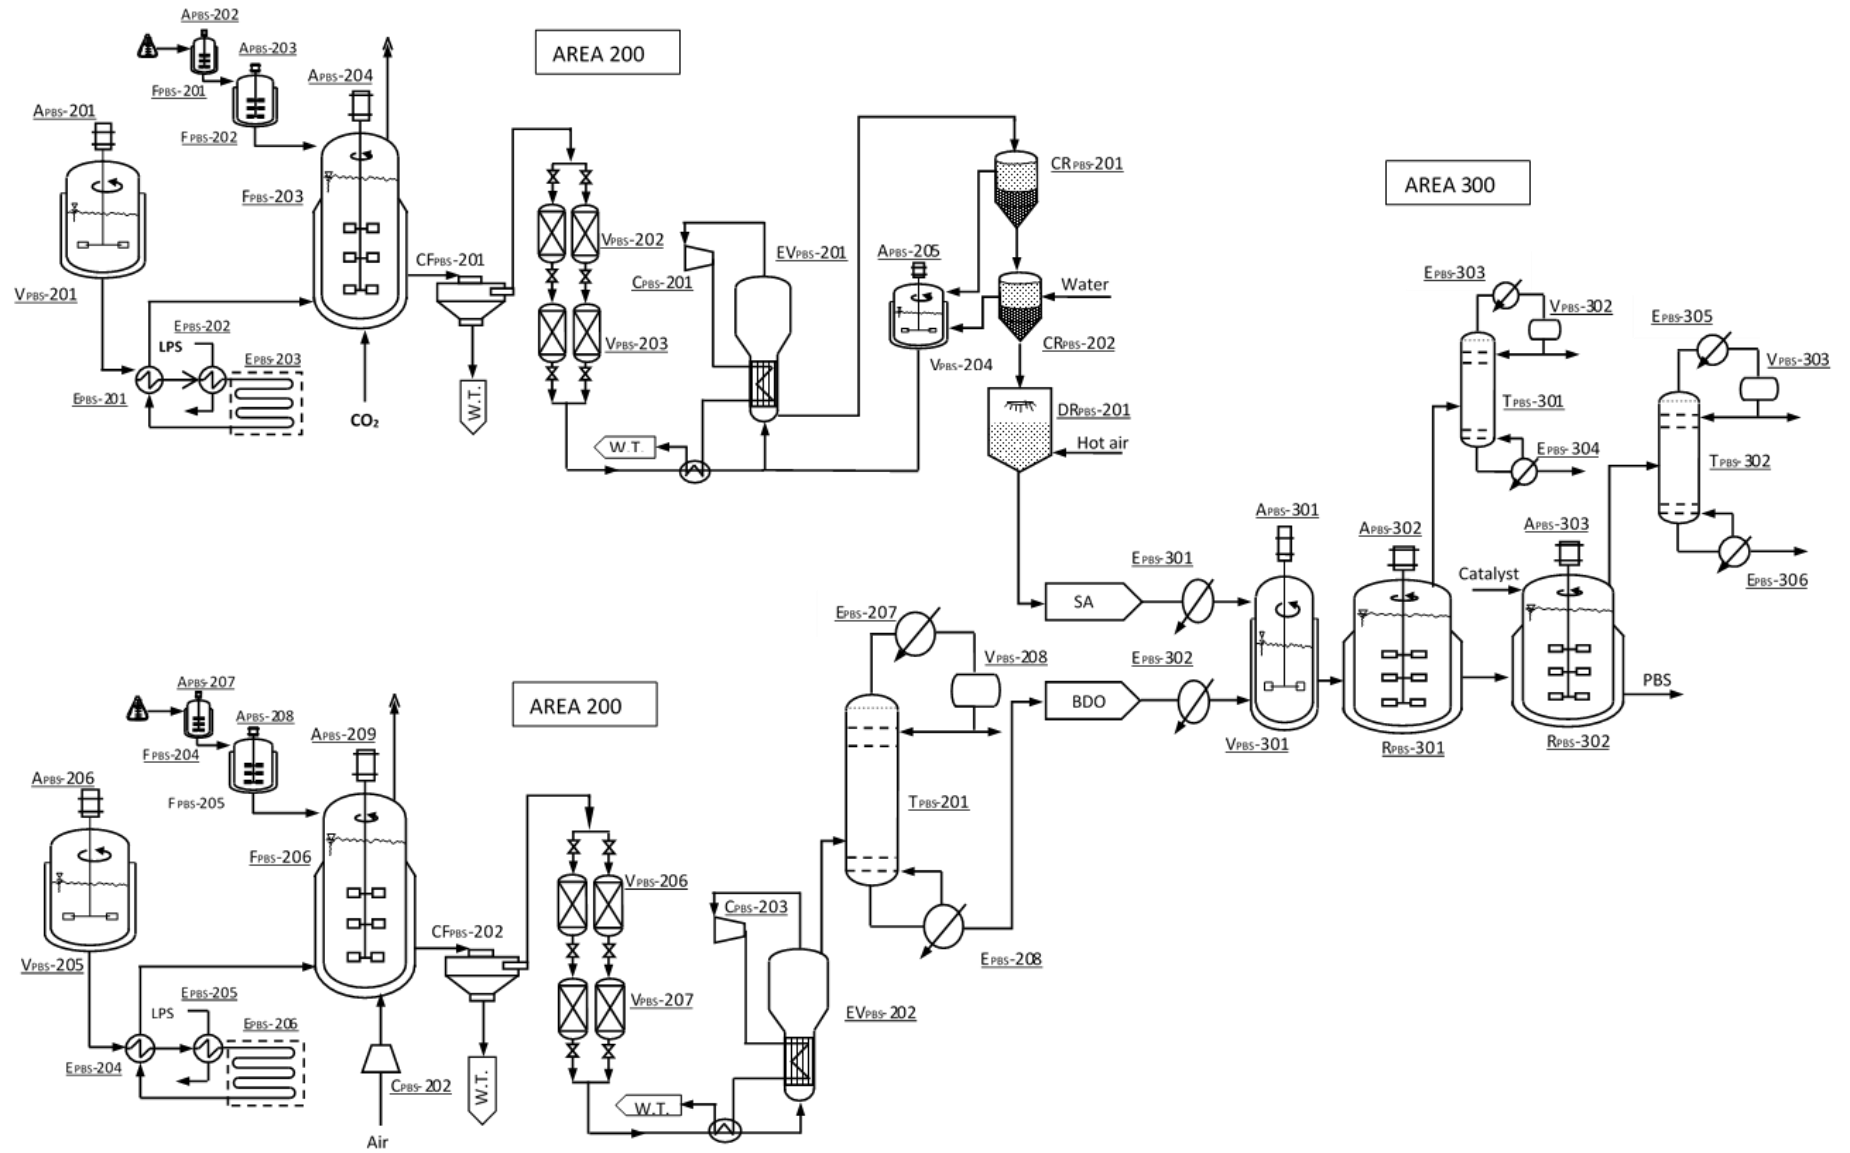 APBS-202
AREA 200
APBS-203
APBS-204
FPBS-201
APBS-201
FPBS-202
CRPBS-201
AREA 300
FPBS-203
VPBS-202
APBS-205
EVPBS-201
CFPBS-201
CPBS-201
Water
EPBS-303
VPBS-201
VPBS-302
EPBS-305
EPBS-202
LPS
VPBS-203
CRPBS-202
EPBS-203
VPBS-204
VPBS-303
EPBS-201
W.T.
TPBS-301
DRPBS-201
CO₂
Hot air
W.T.
EPBS-304
TPBS-302
APBS-301
APBS-302
APBS-303
EPBS-301
Catalyst
EPBS-306
SA
EPBS-207
VPBS-208
EPBS-302
APBS-207
PBS
AREA 200
BDO
APBS-208
APBS-209
VPBS-301
RPBS-301
RPBS-302
FPBS-204
APBS-206
FPBS-205
TPBS-201
FPBS-206
VPBS-206
CPBS-203
CFPBS-202
VPBS-205
EPBS-208
EPBS-205
VPBS-207
LPS
EVPBS-202
EPBS-206
EPBS-204
CPBS-202
W.T.
W.T.
Air